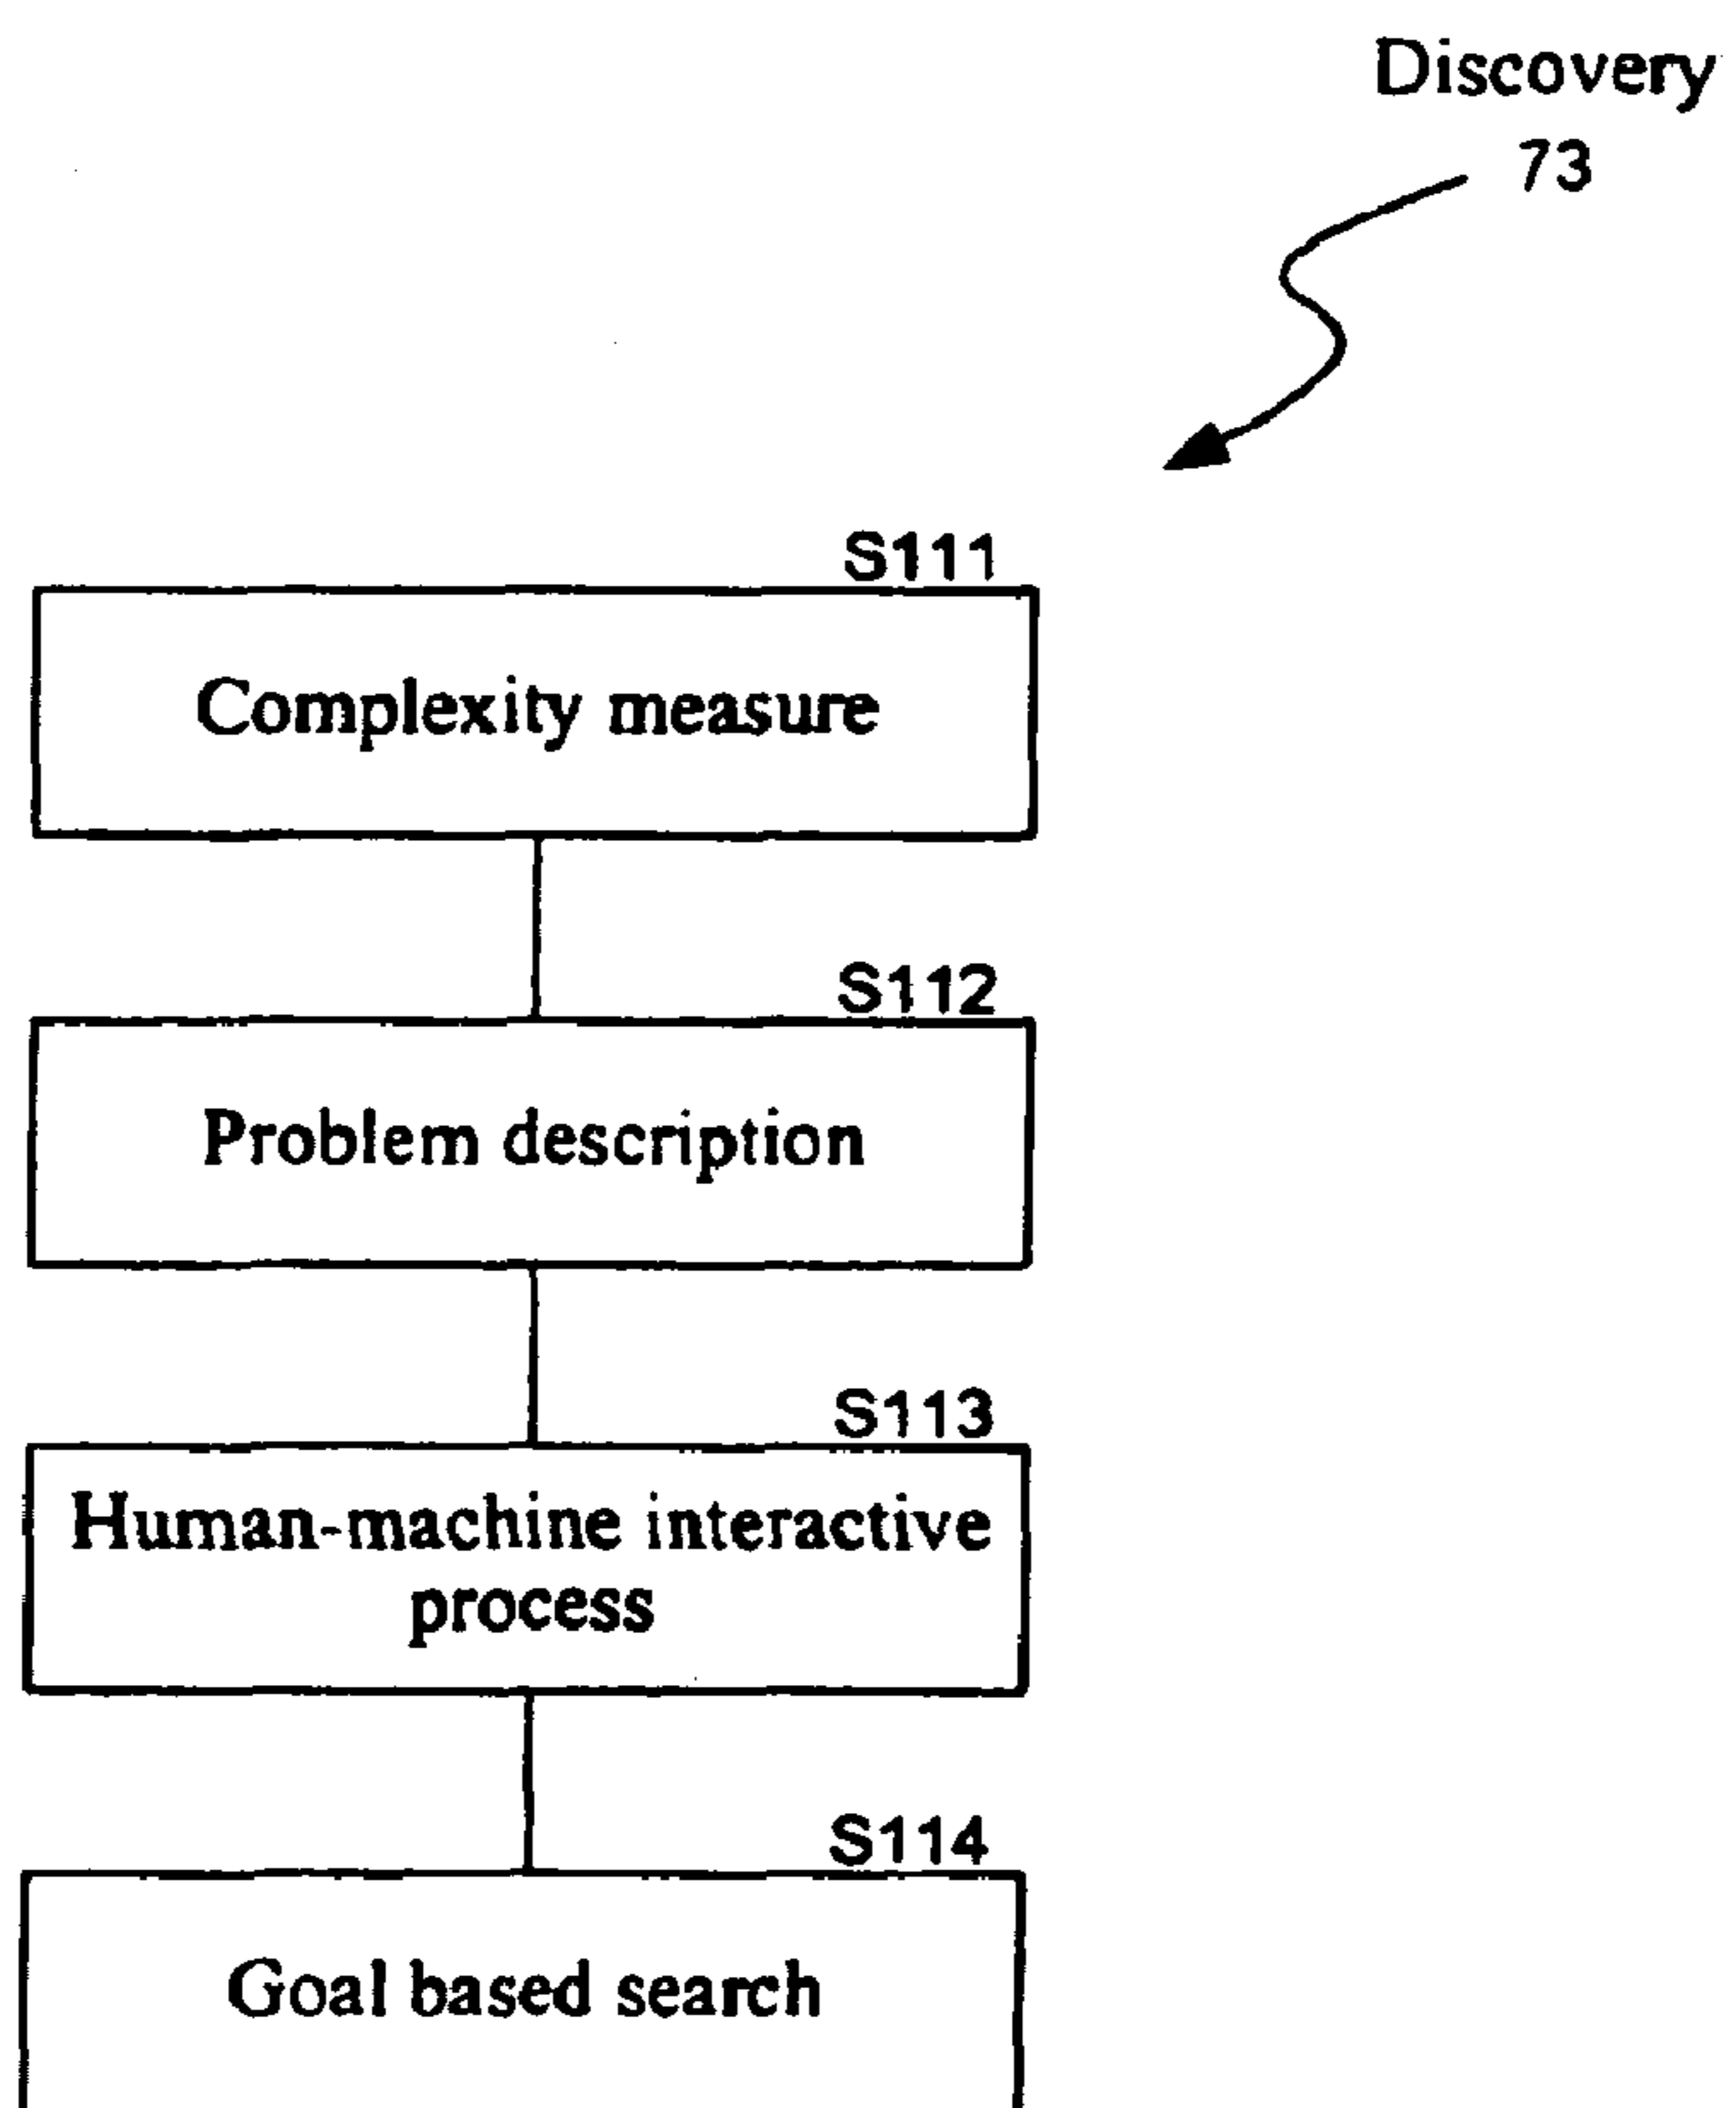 Discovery
73
S111
Complexity measure
S112
Problem description
S113
Human-machine interactive
process
S114
Goal based search